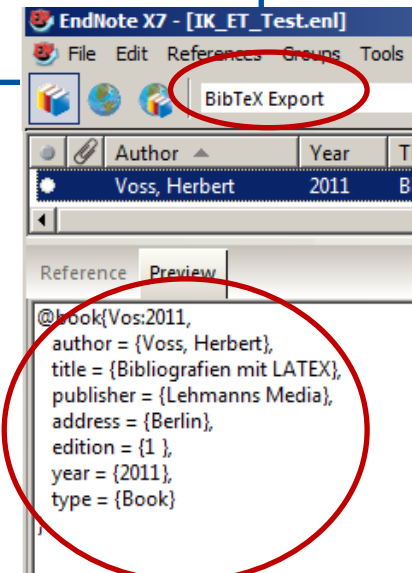 EndNote X7 - [IK_ET_Test.enl]
File Edit References Groups Tools
BibTeX Export
Author Year T
Voss, Herbert 2011 B
Reference Preview
@book{Vos:2011,
author = {Voss, Herbert},
title = {Bibliografien mit LATEX},
publisher = {Lehmanns Media},
address = {Berlin},
edition = {1 },
year = {2011},
type = {Book}
}